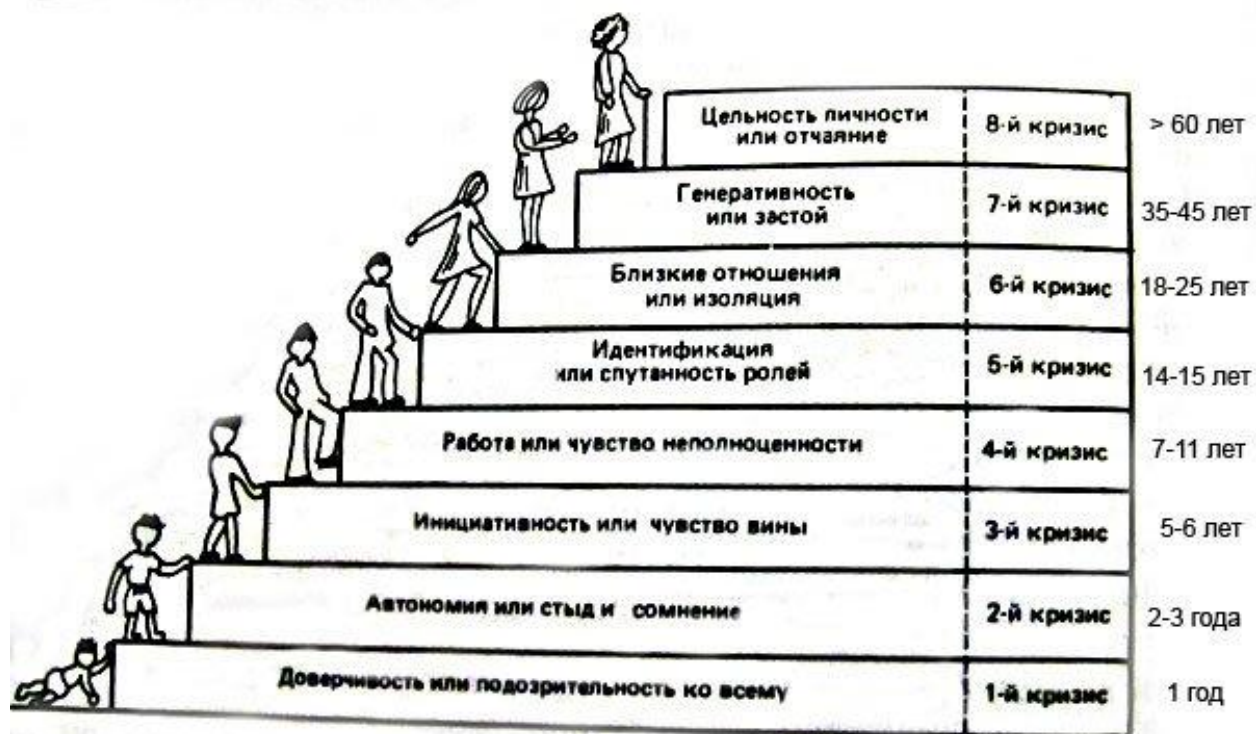 Цельность личности
или отчаяние
8-й кризис
> 60 лет
Генеративность
или застой
7-й кризис
35-45 лет
Близкие отношения
или изоляция
6-й кризис
18-25 лет
Идентификация
или спутанность ролей
5-й кризис
14-15 лет
Работа или чувство неполноценности
4-й кризис
7-11 лет
Инициативность или чувство вины
3-й кризис
5-6 лет
Автономия или стыд и сомнение
2-й кризис
2-3 года
Доверчивость или подозрительность ко всему
1-й кризис
1 год